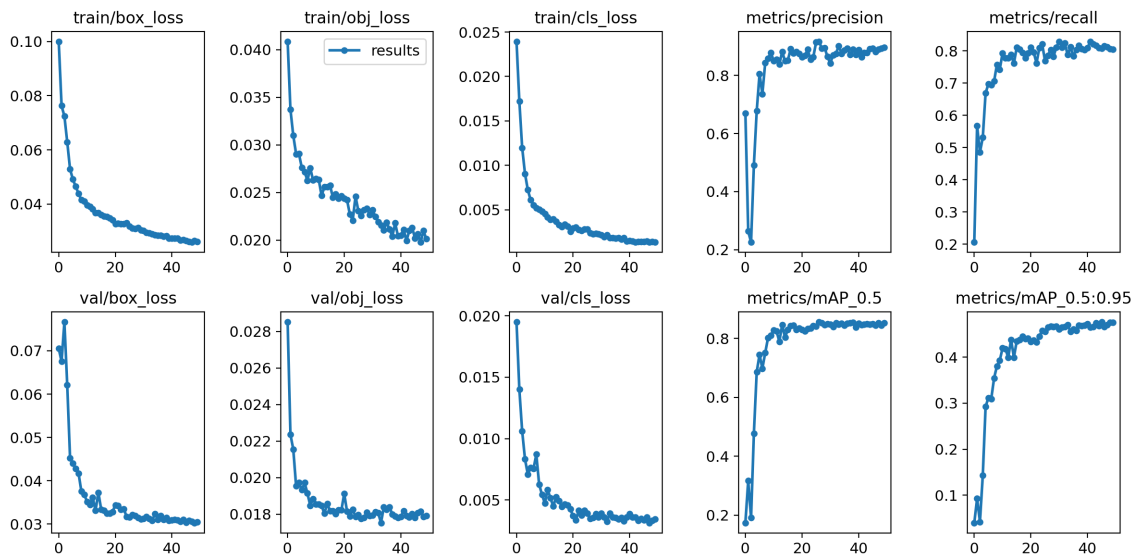 train/box_loss
0.10
0.08
0.06
0.04
0 20 40
train/obj_loss
results
0.040
0.035
0.030
0.025
0.020
0 20 40
train/cls_loss
0.025
0.020
0.015
0.010
0.005
0 20 40
metrics/precision
0.8
0.6
0.4
0.2
0 20 40
metrics/recall
0.8
0.7
0.6
0.5
0.4
0.3
0.2
0 20 40
val/box_loss
0.07
0.06
0.05
0.04
0.03
0 20 40
val/obj_loss
0.028
0.026
0.024
0.022
0.020
0.018
0 20 40
val/cls_loss
0.020
0.015
0.010
0.005
0 20 40
metrics/mAP_0.5
0.8
0.6
0.4
0.2
0 20 40
metrics/mAP_0.5:0.95
0.4
0.3
0.2
0.1
0 20 40